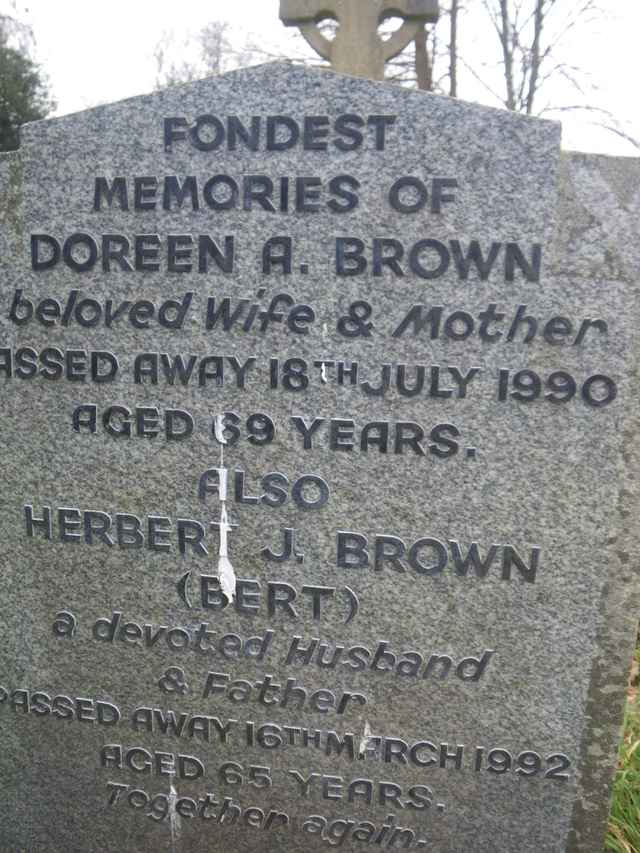 FONDEST
MEMORIES OF
DOREEN A. BROWN
beloved Wife & Mother
PASSED AWAY 18TH JULY 1990
AGED 69 YEARS.
ALSO
HERBERT J. BROWN
(BERT)
a devoted Husband
& Father
PASSED AWAY 16TH MARCH 1992
AGED 65 YEARS.
Together again.